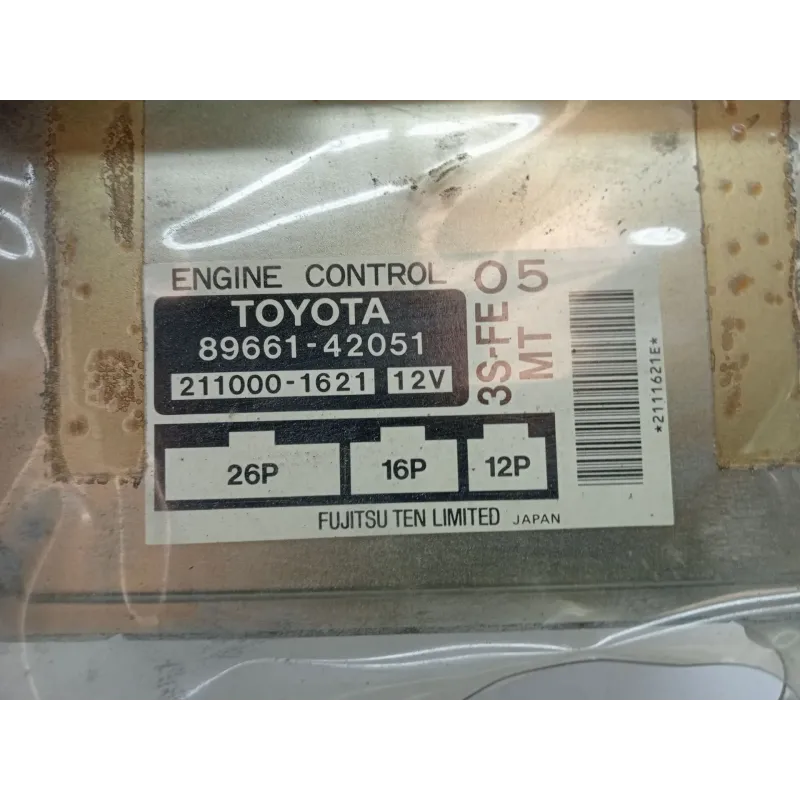 ENGINE CONTROL 05
TOYOTA
89661-42051
211000-1621 12V
3S-FE
MT
*2111621E*
26P 16P 12P
FUJITSU TEN LIMITED JAPAN